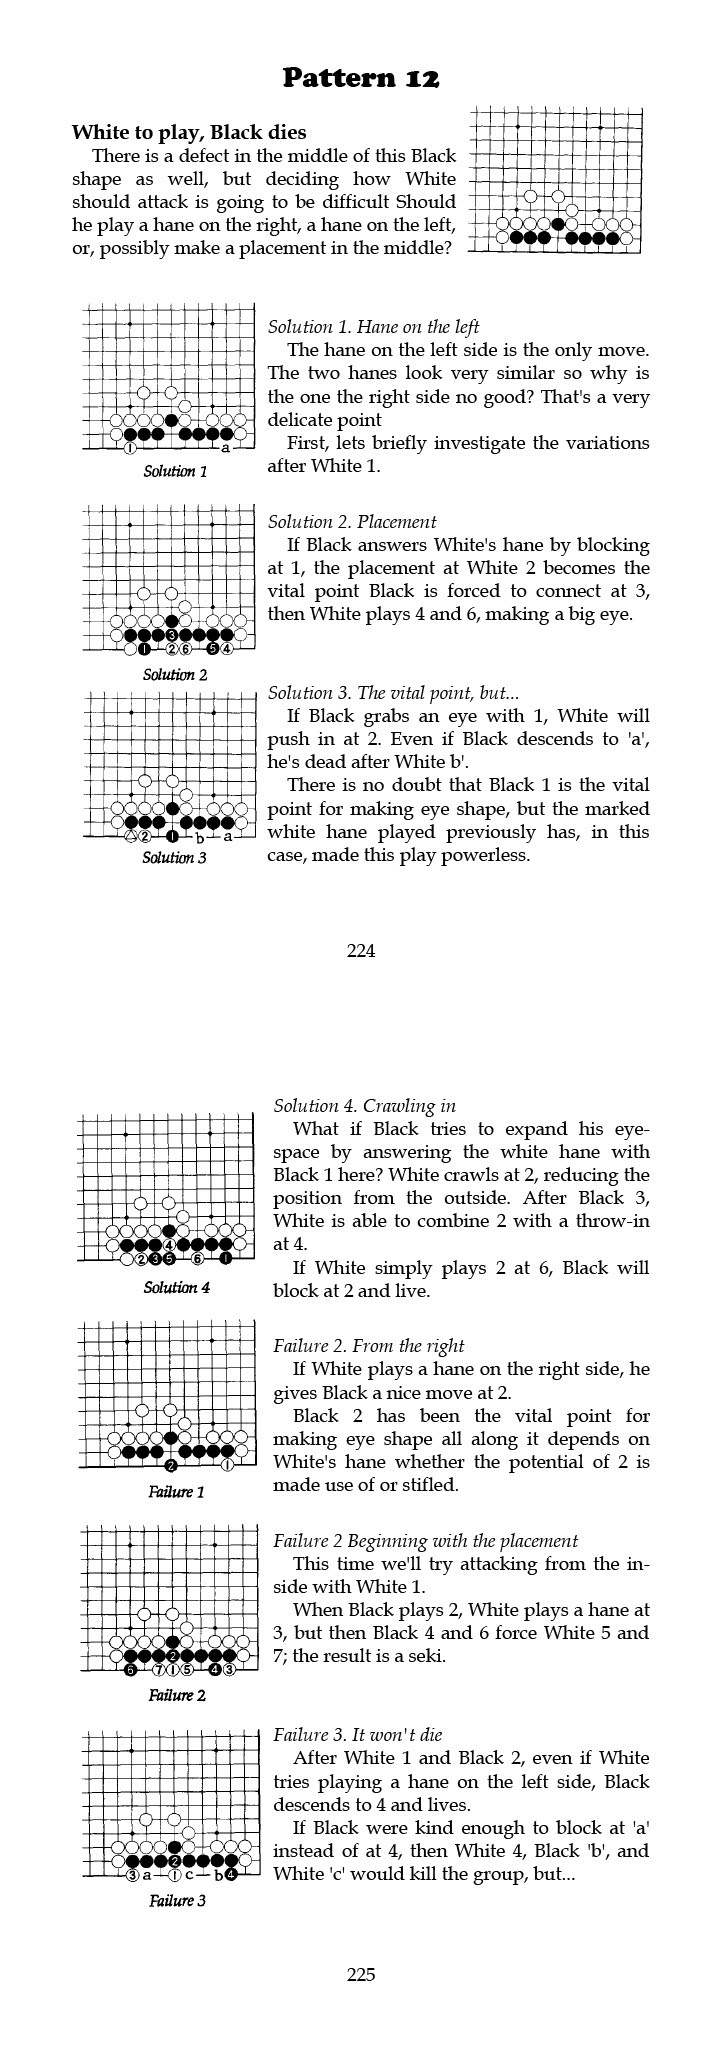 Pattern 12
White to play, Black dies
There is a defect in the middle of this Black
shape as well, but deciding how White
should attack is going to be difficult Should
he play a hane on the right, a hane on the left,
or, possibly make a placement in the middle?
Solution 1. Hane on the left
The hane on the left side is the only move.
The two hanes look very similar so why is
the one the right side no good? That's a very
delicate point
First, lets briefly investigate the variations
after White 1.
1 a
Solution 1
Solution 2. Placement
If Black answers White's hane by blocking
at 1, the placement at White 2 becomes the
vital point Black is forced to connect at 3,
then White plays 4 and 6, making a big eye.
3
1 2 6 5 4
Solution 2
Solution 3. The vital point, but...
If Black grabs an eye with 1, White will
push in at 2. Even if Black descends to 'a',
he's dead after White b'.
There is no doubt that Black 1 is the vital
point for making eye shape, but the marked
white hane played previously has, in this
case, made this play powerless.
2 1 b a
Solution 3
224
Solution 4. Crawling in
What if Black tries to expand his eye-
space by answering the white hane with
Black 1 here? White crawls at 2, reducing the
position from the outside. After Black 3,
White is able to combine 2 with a throw-in
at 4.
If White simply plays 2 at 6, Black will
block at 2 and live.
4
2 3 5 6 1
Solution 4
Failure 2. From the right
If White plays a hane on the right side, he
gives Black a nice move at 2.
Black 2 has been the vital point for
making eye shape all along it depends on
White's hane whether the potential of 2 is
made use of or stifled.
2 1
Failure 1
Failure 2 Beginning with the placement
This time we'll try attacking from the in-
side with White 1.
When Black plays 2, White plays a hane at
3, but then Black 4 and 6 force White 5 and
7; the result is a seki.
2
6 7 1 5 4 3
Failure 2
Failure 3. It won't die
After White 1 and Black 2, even if White
tries playing a hane on the left side, Black
descends to 4 and lives.
If Black were kind enough to block at 'a'
instead of at 4, then White 4, Black 'b', and
White 'c' would kill the group, but...
2
3 a 1 c b 4
Failure 3
225